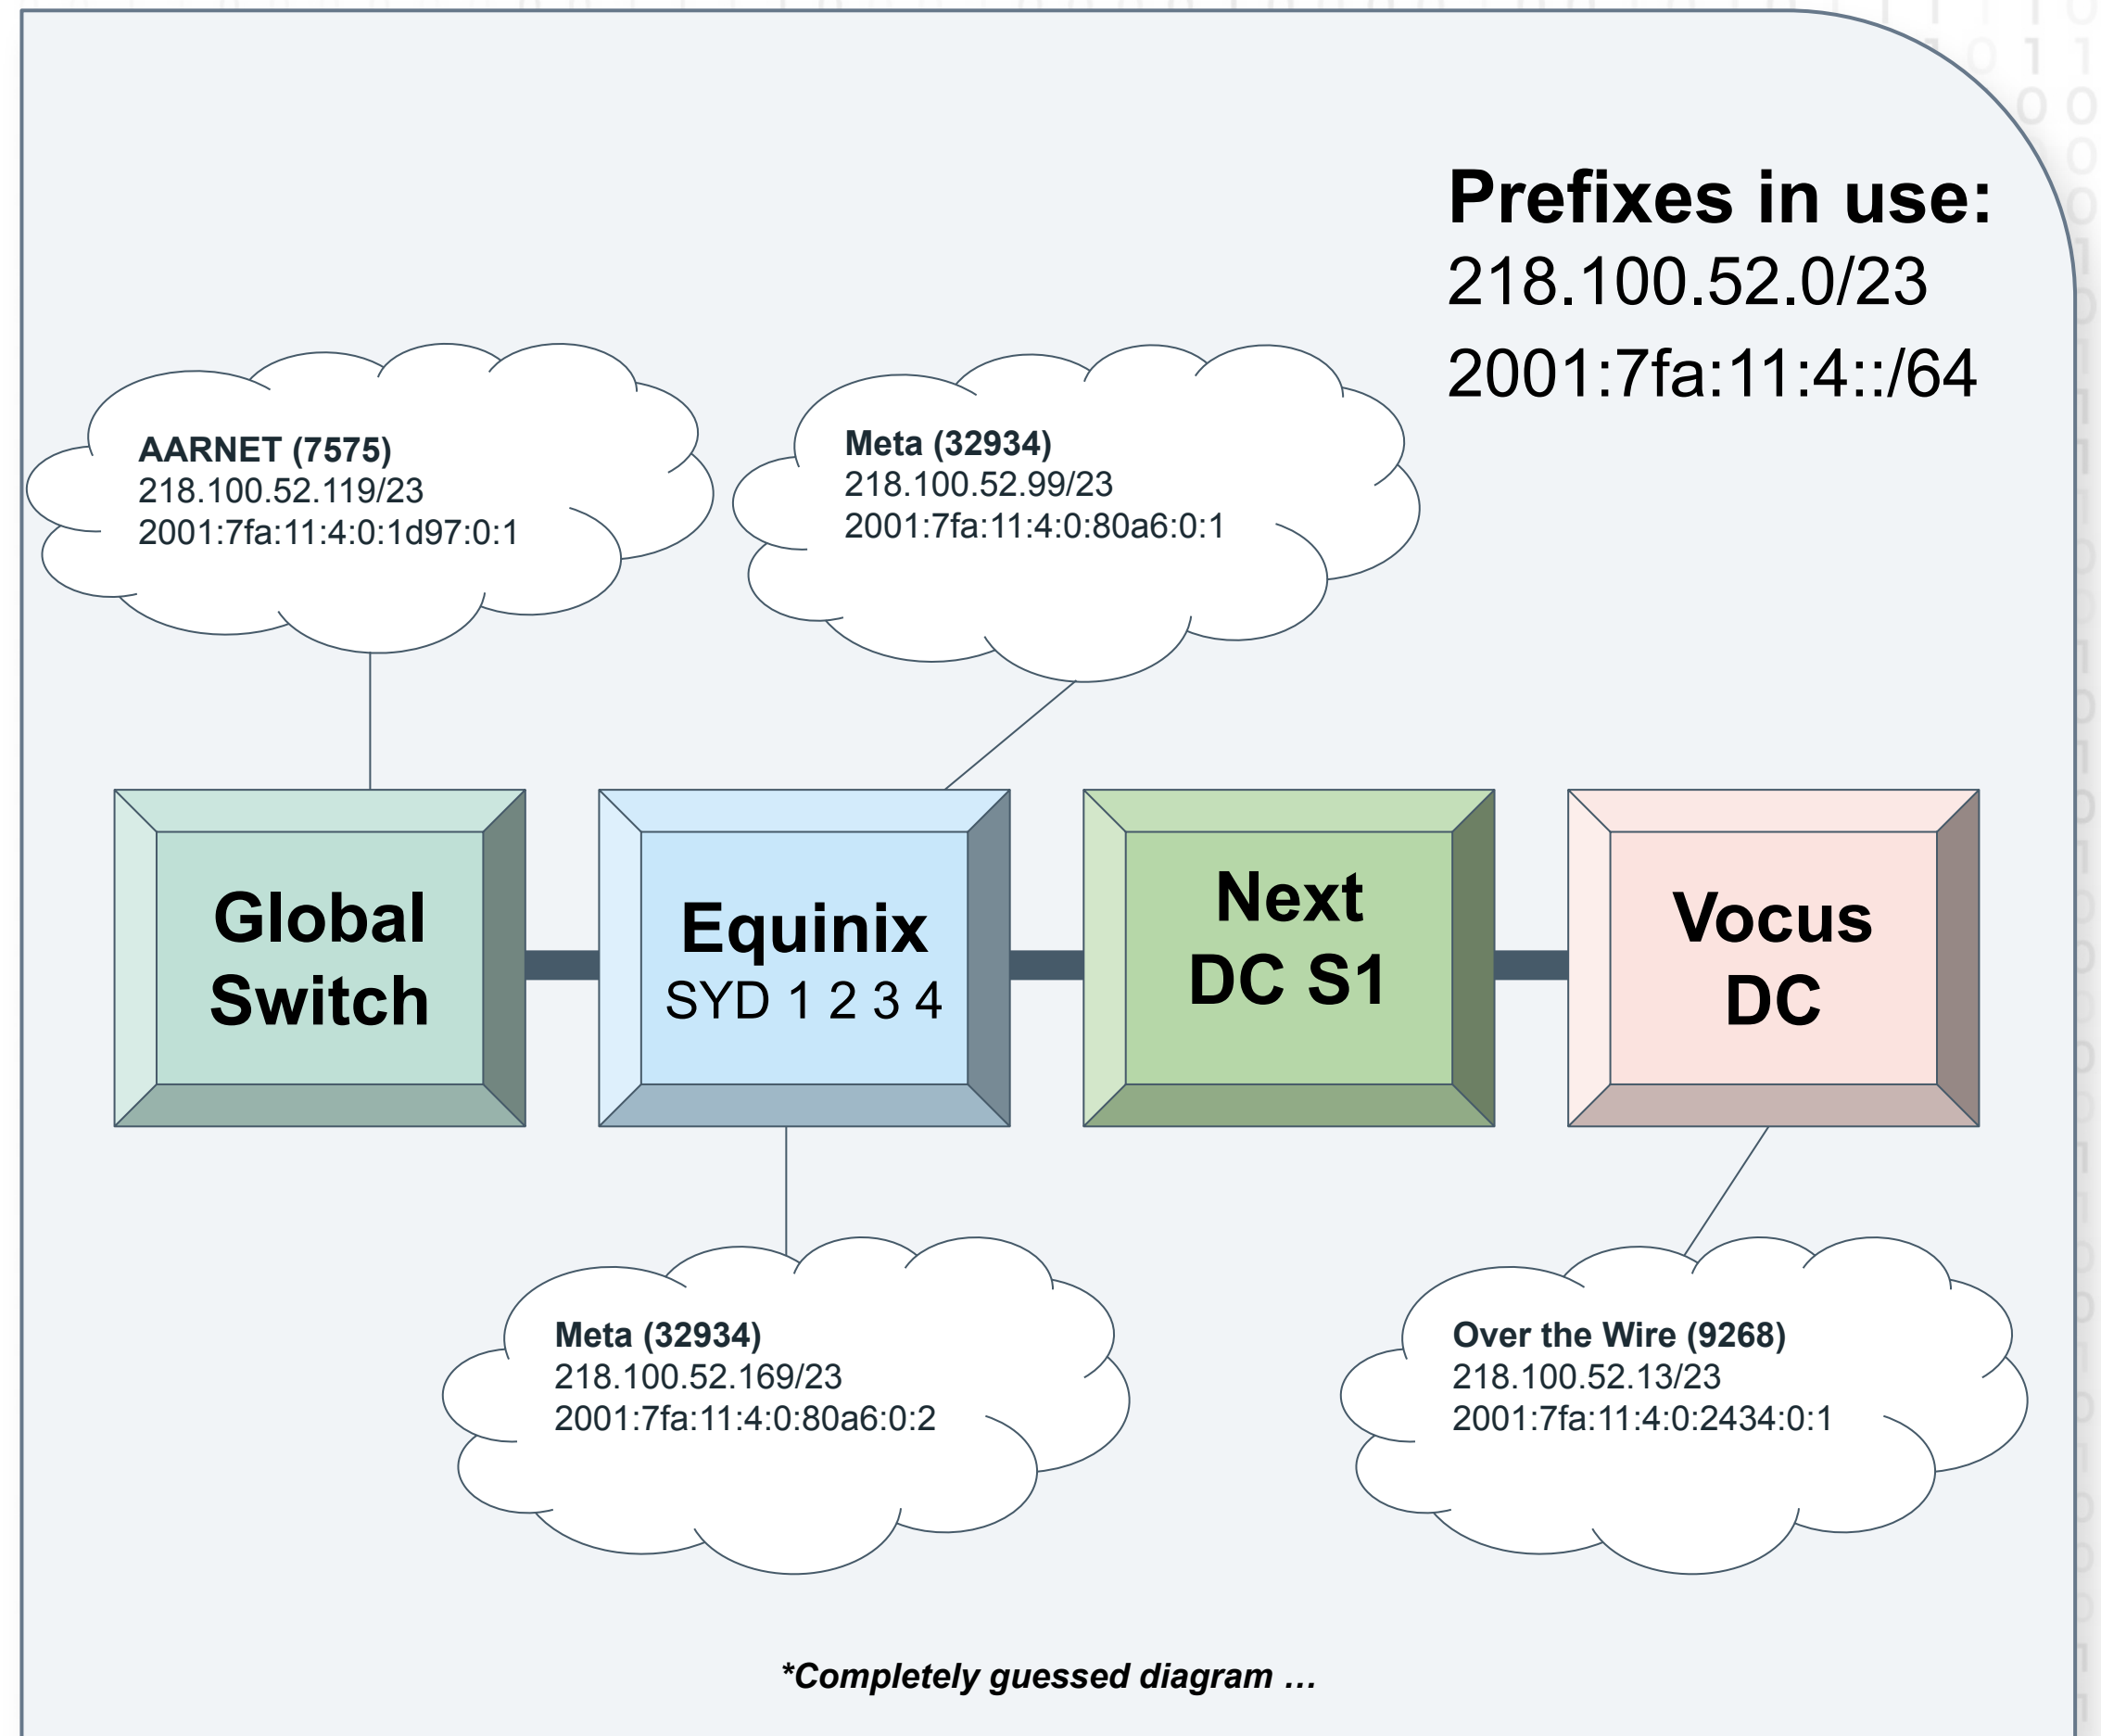 Prefixes in use:
218.100.52.0/23
2001:7fa:11:4::/64
AARNET (7575)
218.100.52.119/23
2001:7fa:11:4:0:1d97:0:1
Meta (32934)
218.100.52.99/23
2001:7fa:11:4:0:80a6:0:1
Global
Switch
Equinix
SYD 1 2 3 4
Next
DC S1
Vocus
DC
Meta (32934)
218.100.52.169/23
2001:7fa:11:4:0:80a6:0:2
Over the Wire (9268)
218.100.52.13/23
2001:7fa:11:4:0:2434:0:1
*Completely guessed diagram ...